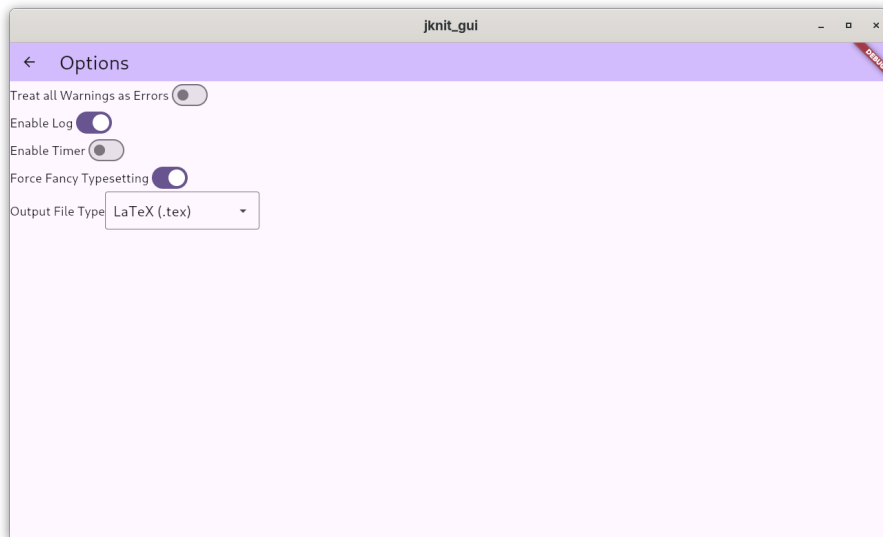 jknit_gui
Options
Treat all Warnings as Errors
Enable Log
Enable Timer
Force Fancy Typesetting
Output File Type LaTeX (.tex)